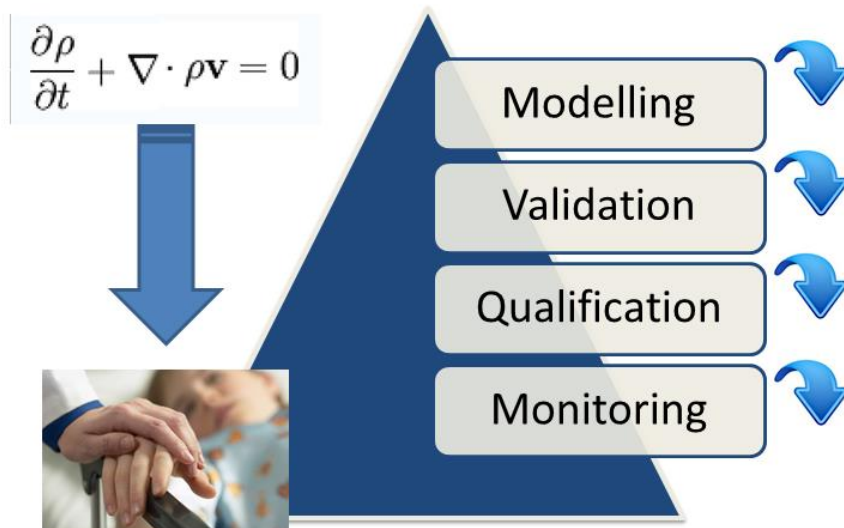 ∂ρ/∂t + ∇ · ρv = 0
Modelling
Validation
Qualification
Monitoring